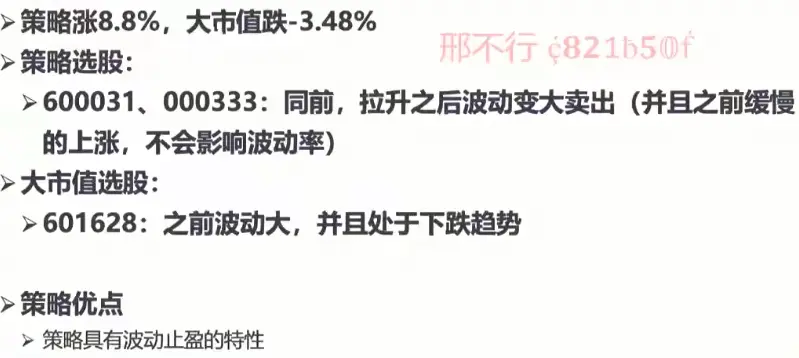 ➢ 策略涨8.8%，大市值跌-3.48%
邢不行
➢ 策略选股：
➢ 600031、000333：同前，拉升之后波动变大卖出（并且之前缓慢
的上涨，不会影响波动率）
➢ 大市值选股：
➢ 601628：之前波动大，并且处于下跌趋势
➢ 策略优点
➢ 策略具有波动止盈的特性